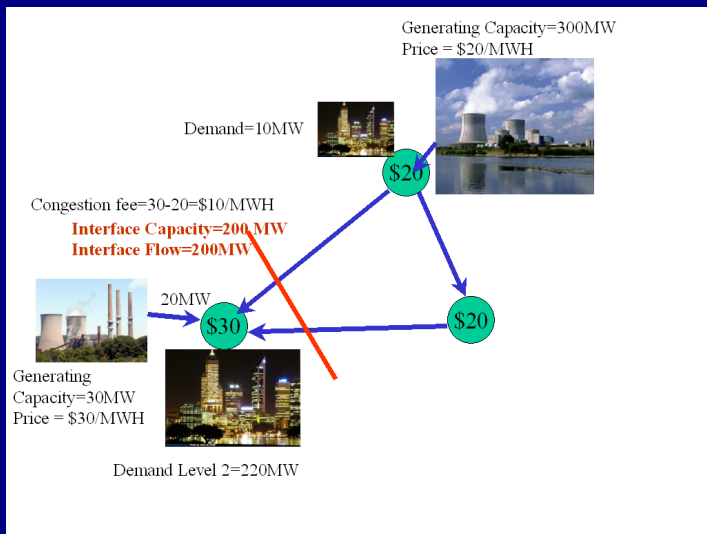 Generating Capacity=300MW
Price = $20/MWH
Demand=10MW
$20
Congestion fee=30-20=$10/MWH
Interface Capacity=200 MW
Interface Flow=200MW
20MW
$30
$20
Generating
Capacity=30MW
Price = $30/MWH
Demand Level 2=220MW